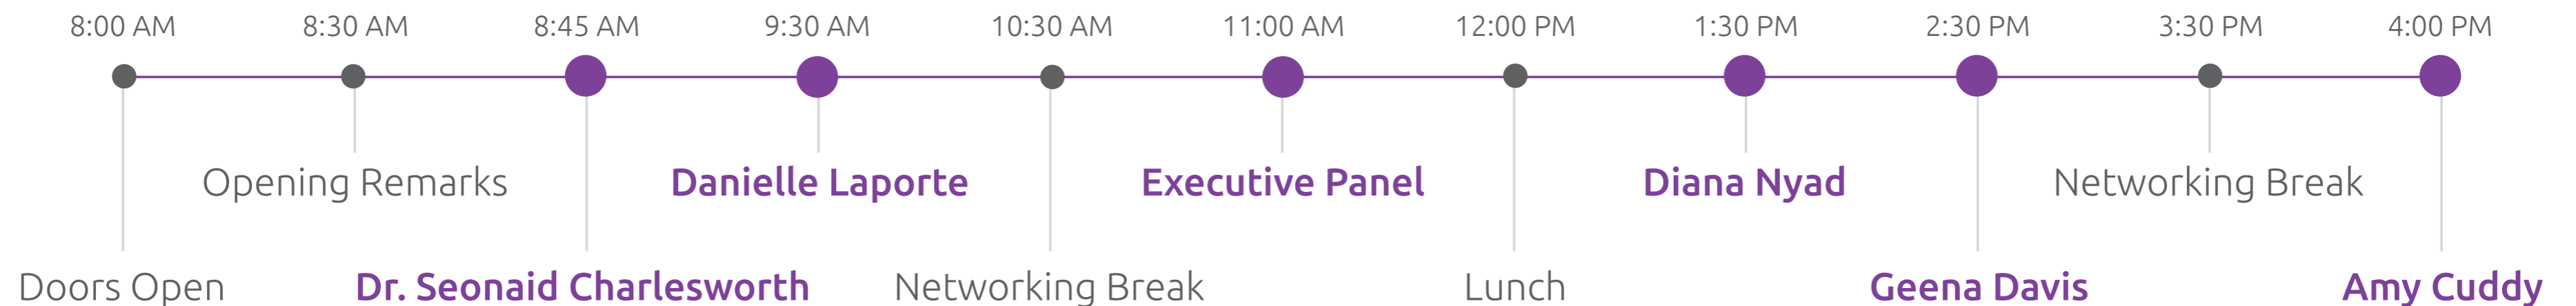 8:00 AM 8:30 AM 8:45 AM 9:30 AM 10:30 AM 11:00 AM 12:00 PM 1:30 PM 2:30 PM 3:30 PM 4:00 PM
Opening Remarks Danielle Laporte Executive Panel Diana Nyad Networking Break
Doors Open Dr. Seonaid Charlesworth Networking Break Lunch Geena Davis Amy Cuddy